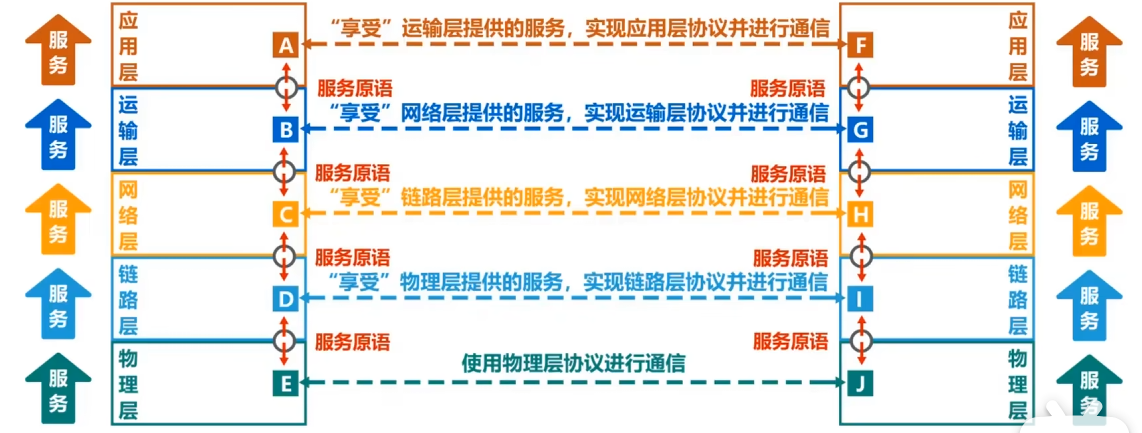 服务
应用层
A
“享受”运输层提供的服务，实现应用层协议并进行通信
F
应用层
服务
服务原语
服务原语
服务
运输层
B
“享受”网络层提供的服务，实现运输层协议并进行通信
G
运输层
服务
服务原语
服务原语
服务
网络层
C
“享受”链路层提供的服务，实现网络层协议并进行通信
H
网络层
服务
服务原语
服务原语
服务
链路层
D
“享受”物理层提供的服务，实现链路层协议并进行通信
I
链路层
服务
服务原语
服务原语
服务
物理层
E
使用物理层协议进行通信
J
物理层
服务